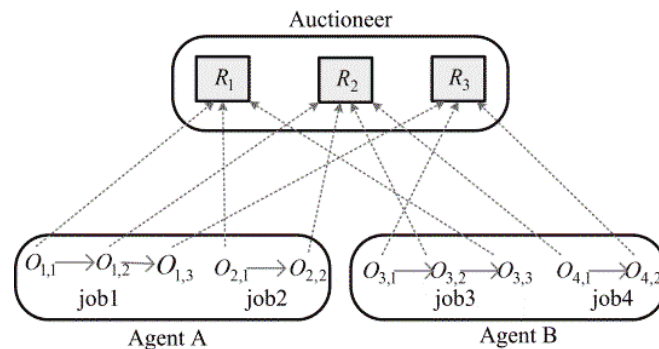 Auctioneer
R1 R2 R3
O1,1 O1,2 O1,3 O2,1 O2,2 O3,1 O3,2 O3,3 O4,1 O4,2
job1 job2 job3 job4
Agent A Agent B